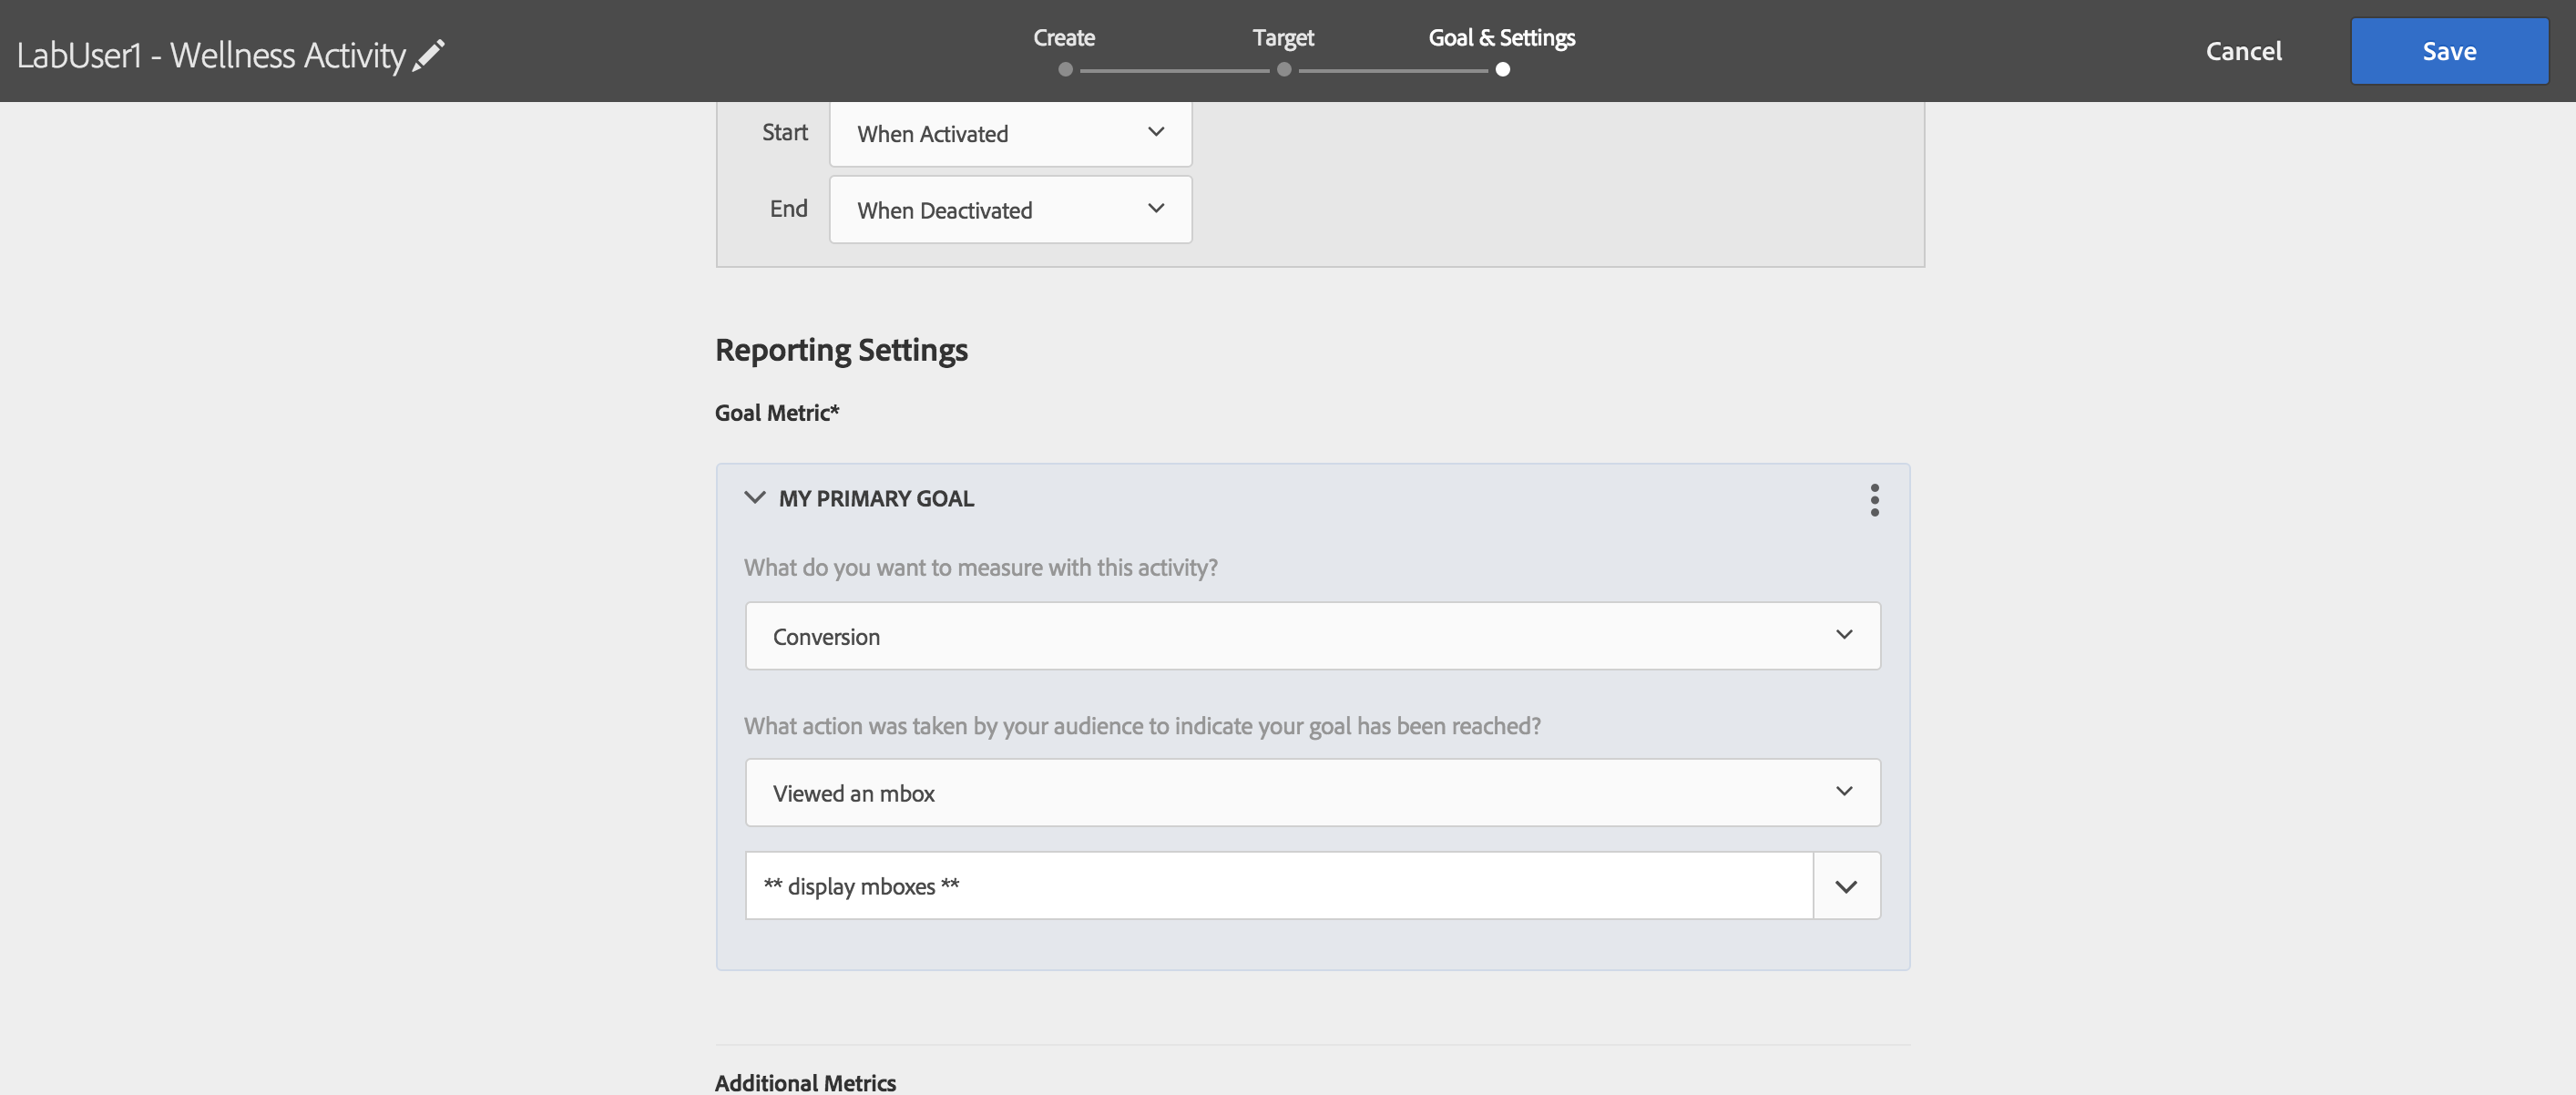 LabUser1 - Wellness Activity
Create Target Goal & Settings
Cancel Save
Start When Activated
End When Deactivated
Reporting Settings
Goal Metric*
MY PRIMARY GOAL
What do you want to measure with this activity?
Conversion
What action was taken by your audience to indicate your goal has been reached?
Viewed an mbox
** display mboxes **
Additional Metrics